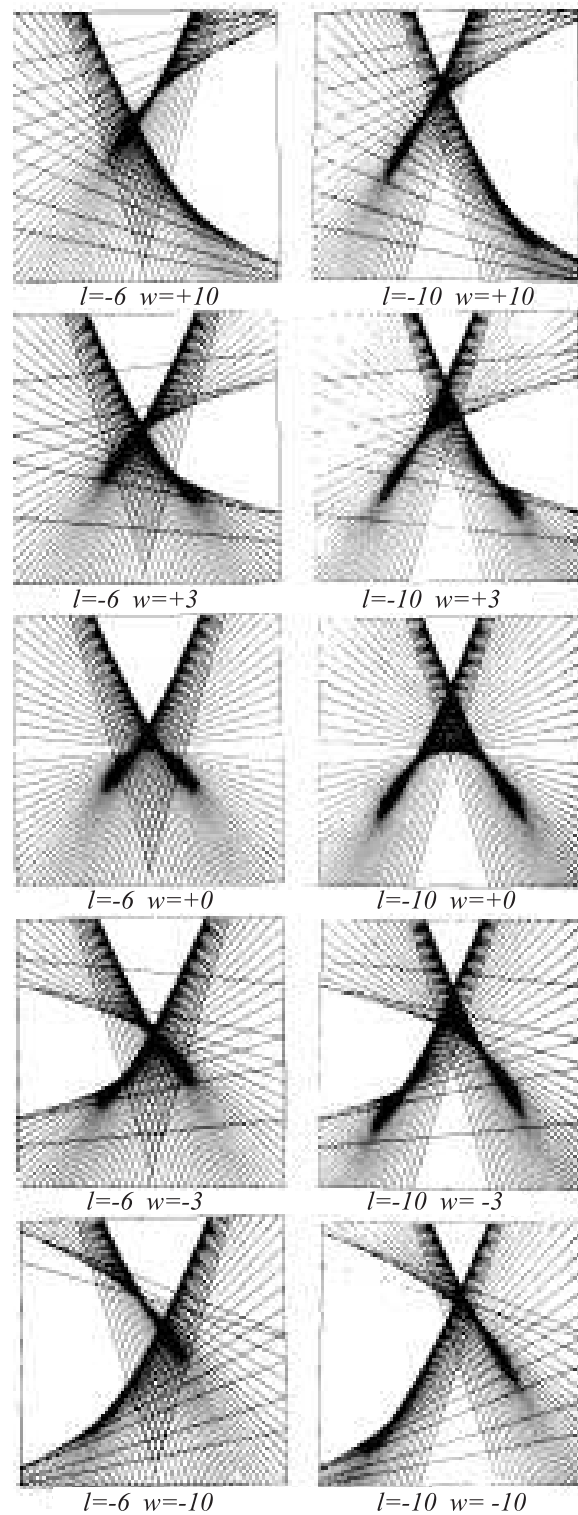 l=-6 w=+10 l=-10 w=+10
l=-6 w=+3 l=-10 w=+3
l=-6 w=+0 l=-10 w=+0
l=-6 w=-3 l=-10 w= -3
l=-6 w=-10 l=-10 w= -10